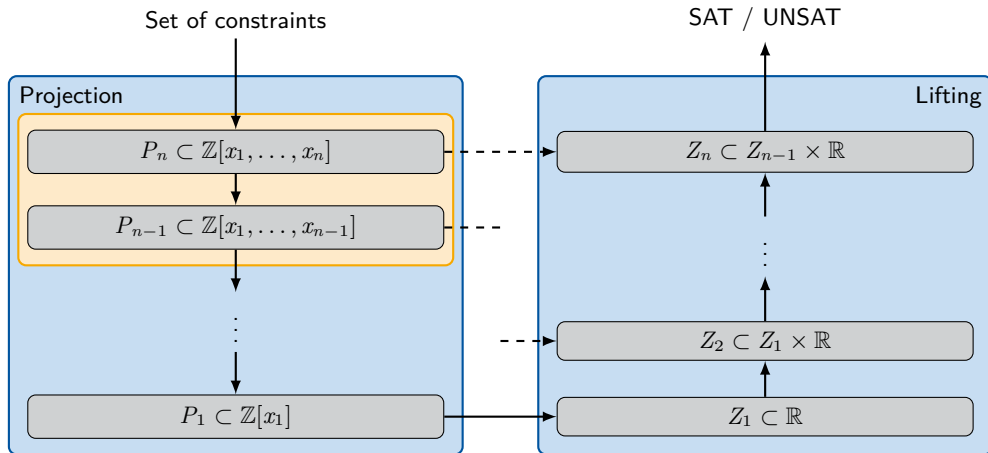 Set of constraints
SAT / UNSAT
Projection
Lifting
P_n ⊂ ℤ[x_1, …, x_n]
Z_n ⊂ Z_{n−1} × ℝ
P_{n−1} ⊂ ℤ[x_1, …, x_{n−1}]
⋮
⋮
Z_2 ⊂ Z_1 × ℝ
P_1 ⊂ ℤ[x_1]
Z_1 ⊂ ℝ